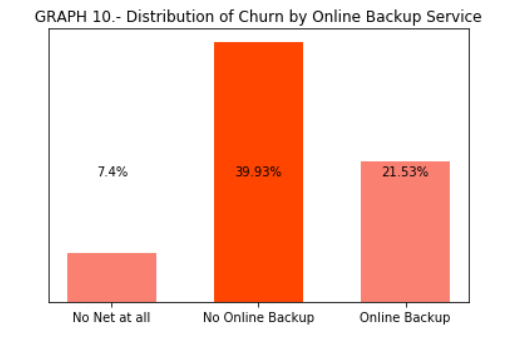 GRAPH 10.- Distribution of Churn by Online Backup Service
7.4%
39.93%
21.53%
No Net at all
No Online Backup
Online Backup